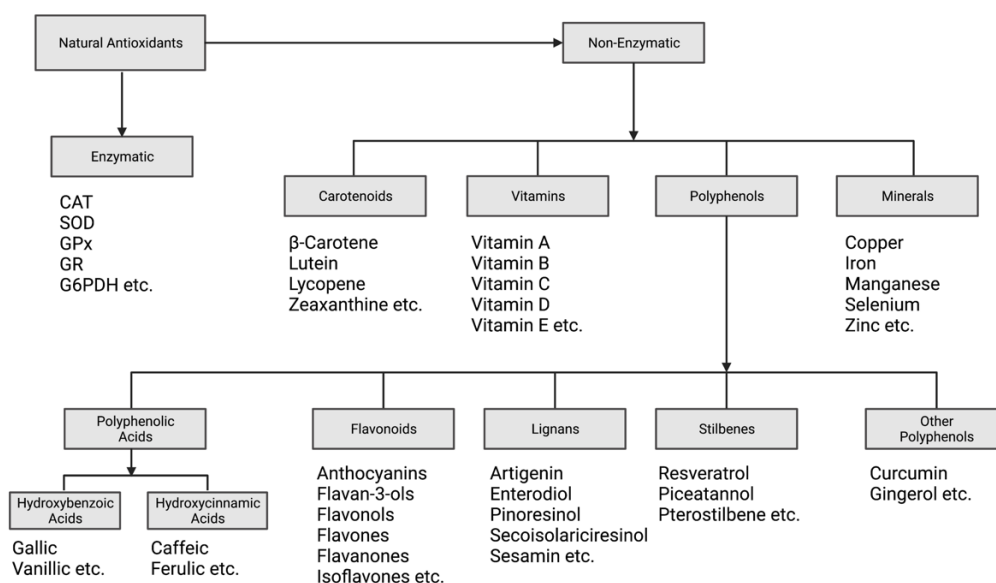 Natural Antioxidants
Non-Enzymatic
Enzymatic
CAT
SOD
GPx
GR
G6PDH etc.
Carotenoids
β-Carotene
Lutein
Lycopene
Zeaxanthine etc.
Vitamins
Vitamin A
Vitamin B
Vitamin C
Vitamin D
Vitamin E etc.
Polyphenols
Minerals
Copper
Iron
Manganese
Selenium
Zinc etc.
Polyphenolic
Acids
Hydroxybenzoic
Acids
Gallic
Vanillic etc.
Hydroxycinnamic
Acids
Caffeic
Ferulic etc.
Flavonoids
Anthocyanins
Flavan-3-ols
Flavonols
Flavones
Flavanones
Isoflavones etc.
Lignans
Artigenin
Enterodiol
Pinoresinol
Secoisolariciresinol
Sesamin etc.
Stilbenes
Resveratrol
Piceatannol
Pterostilbene etc.
Other
Polyphenols
Curcumin
Gingerol etc.